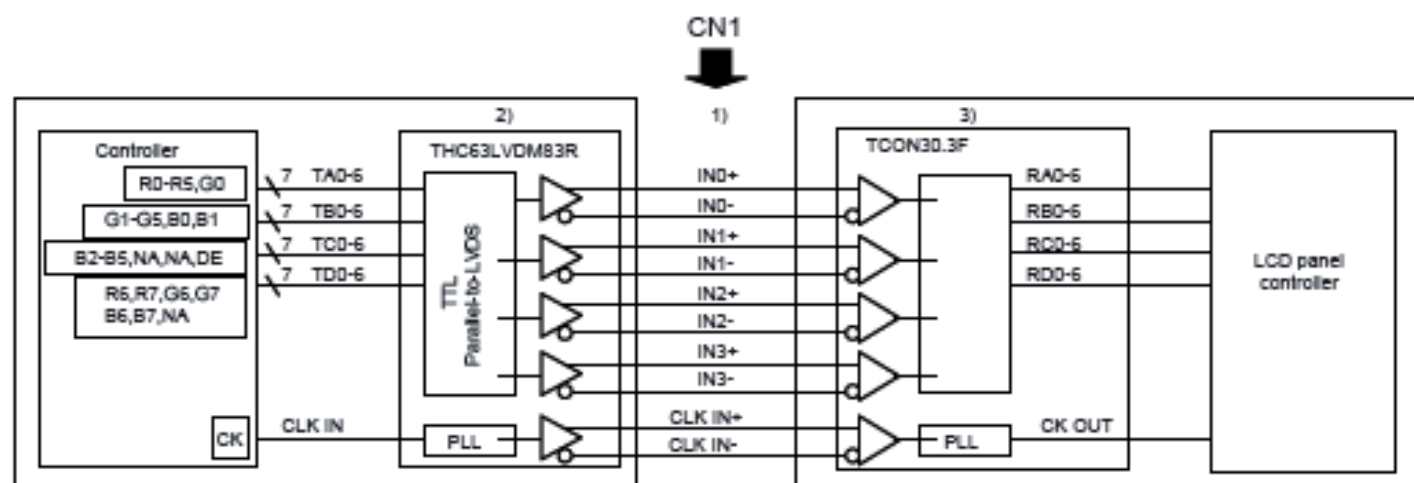 CN1
2)
1)
3)
Controller
THC63LVDM83R
TCON30.3F
R0-R5,G0
7
TA0-6
IN0+
RA0-6
IN0-
G1-G5,B0,B1
7
TB0-6
RB0-6
IN1+
B2-B5,NA,NA,DE
7
TC0-6
IN1-
RC0-6
7
TD0-6
RD0-6
R6,R7,G6,G7
B6,B7,NA
TTL
Parallel-to-LVDS
IN2+
IN2-
LCD panel
controller
IN3+
IN3-
CK
CLK IN
PLL
CLK IN+
CLK IN-
PLL
CK OUT